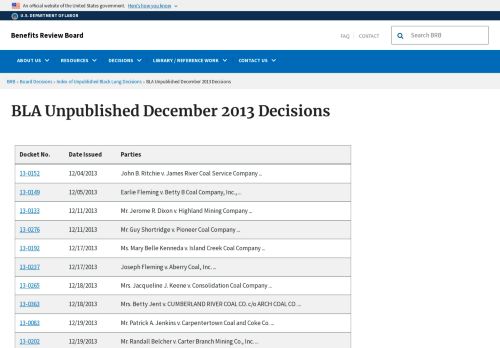 An official website of the United States government. Here's how you know
U.S. DEPARTMENT OF LABOR
Benefits Review Board
FAQ CONTACT
Search BRB
ABOUT US RESOURCES DECISIONS LIBRARY / REFERENCE WORK CONTACT US
BRB › Board Decisions › Index of Unpublished Black Lung Decisions › BLA Unpublished December 2013 Decisions
BLA Unpublished December 2013 Decisions
Docket No. Date Issued Parties
13-0152 12/04/2013 John B. Ritchie v. James River Coal Service Company ...
13-0149 12/05/2013 Earlie Fleming v. Betty B Coal Company, Inc., ...
13-0133 12/11/2013 Mr. Jerome R. Dixon v. Highland Mining Company ...
13-0276 12/11/2013 Mr. Guy Shortridge v. Pioneer Coal Company ...
13-0192 12/17/2013 Ms. Mary Belle Kenneda v. Island Creek Coal Company ...
13-0237 12/17/2013 Joseph Fleming v. Aberry Coal, Inc. ...
13-0265 12/18/2013 Mrs. Jacqueline J. Keene v. Consolidation Coal Company ...
13-0363 12/18/2013 Mrs. Betty Jent v. CUMBERLAND RIVER COAL CO. c/o ARCH COAL CO ...
13-0063 12/19/2013 Mr. Patrick A. Jenkins v. Carpentertown Coal and Coke Co. ...
13-0202 12/19/2013 Mr. Randall Belcher v. Carter Branch Mining Co., Inc. ...